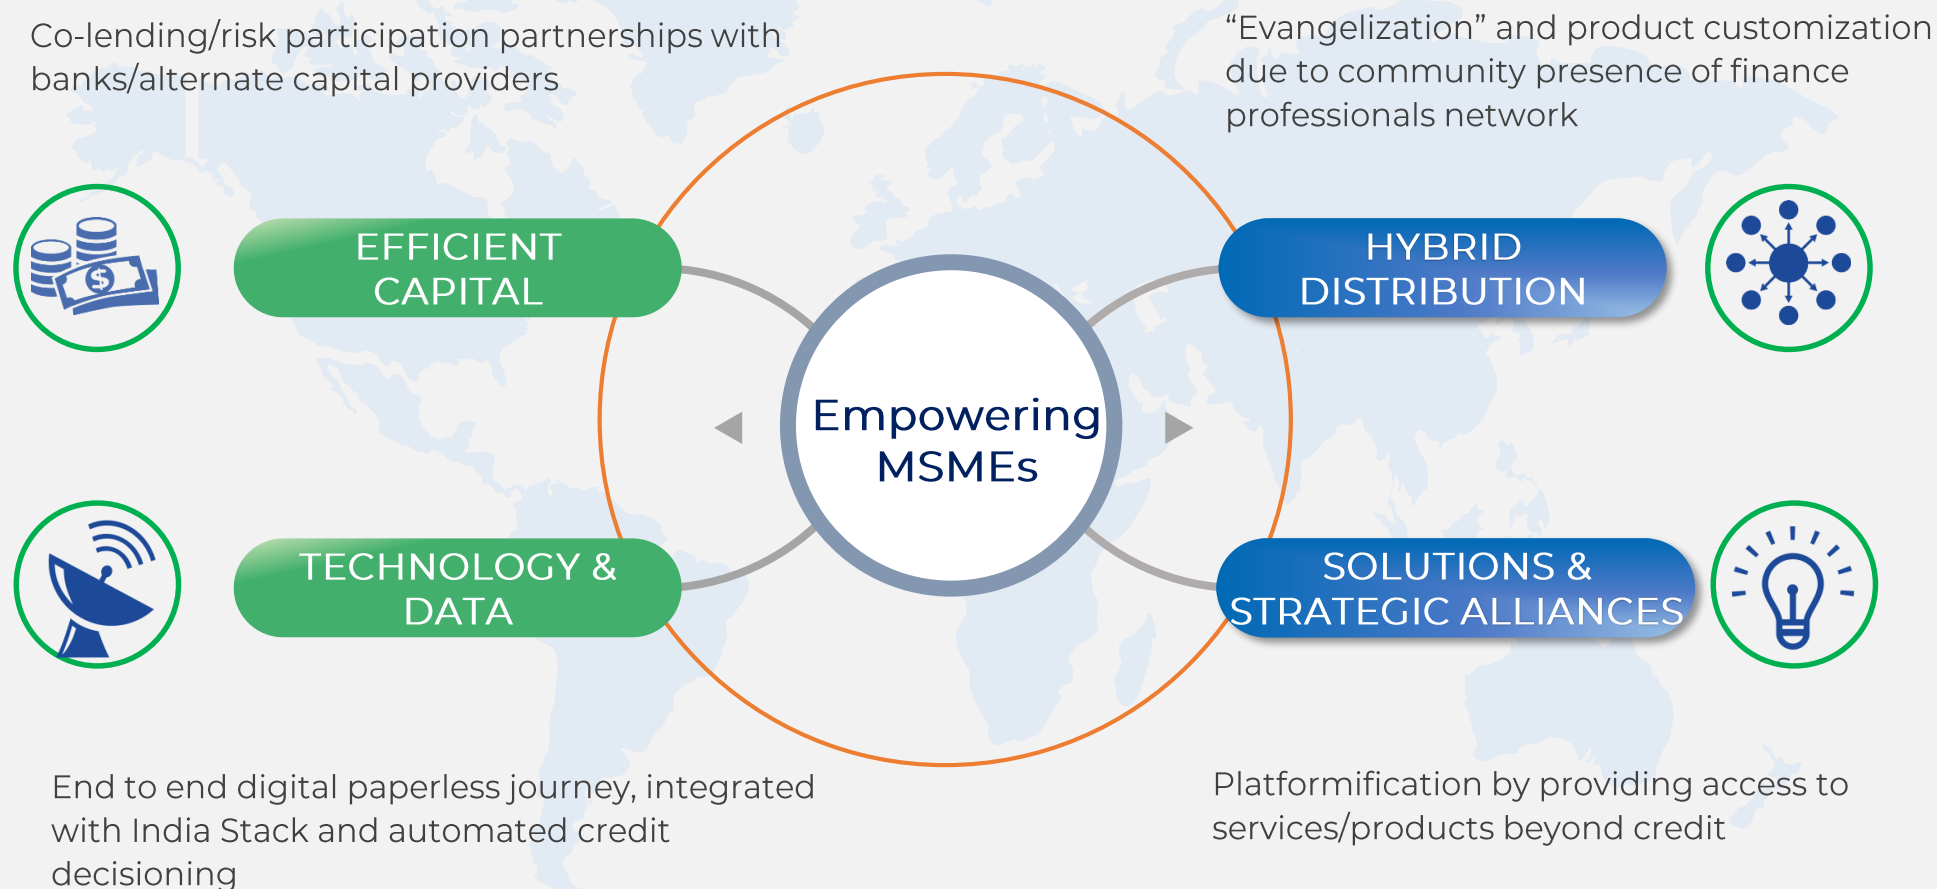 Co-lending/risk participation partnerships with
banks/alternate capital providers
“Evangelization” and product customization
due to community presence of finance
professionals network
EFFICIENT
CAPITAL
HYBRID
DISTRIBUTION
Empowering
MSMEs
TECHNOLOGY &
DATA
SOLUTIONS &
STRATEGIC ALLIANCES
End to end digital paperless journey, integrated
with India Stack and automated credit
decisioning
Platformification by providing access to
services/products beyond credit